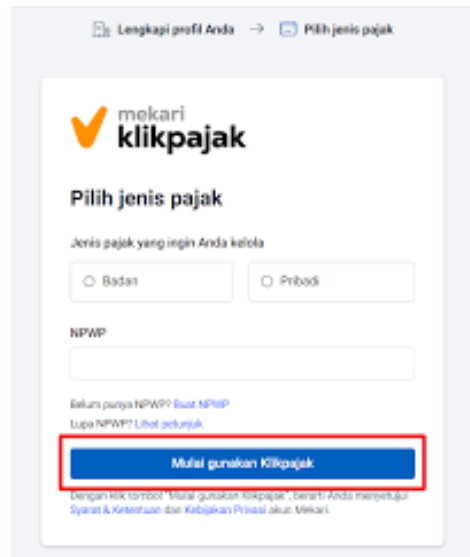 Lengkapi profil Anda → Pilih jenis pajak
mekari
klikpajak
Pilih jenis pajak
Jenis pajak yang ingin Anda kelola
Badan Pribadi
NPWP
Belum punya NPWP? Buat NPWP
Lupa NPWP? Lihat petunjuk
Mulai gunakan Klikpajak
Dengan klik tombol "Mulai gunakan Klikpajak", berarti Anda menyetujui
Syarat & Ketentuan dan Kebijakan Privasi akun Mekari.